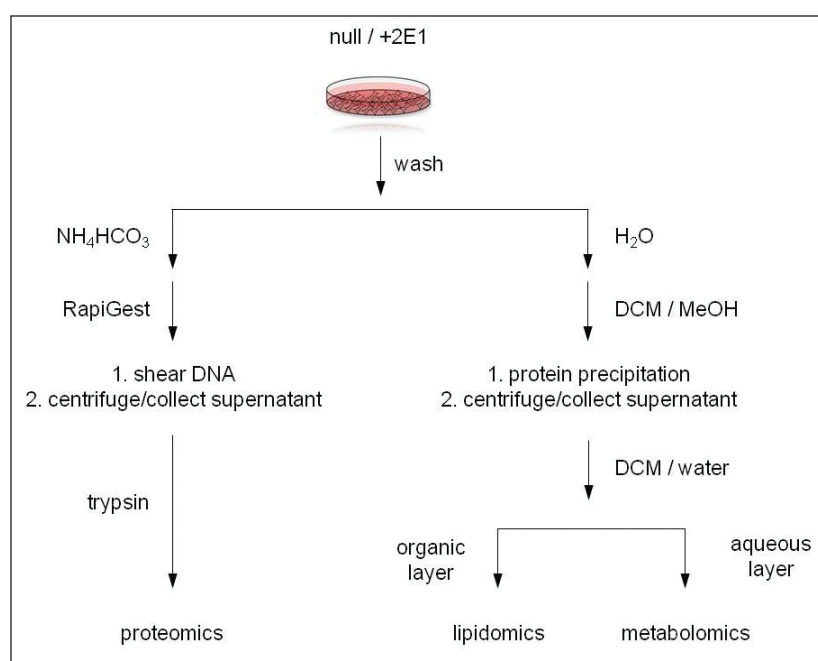 null / +2E1
wash
NH₄HCO₃
H₂O
RapiGest
DCM / MeOH
1. shear DNA
2. centrifuge/collect supernatant
1. protein precipitation
2. centrifuge/collect supernatant
DCM / water
trypsin
organic
layer
aqueous
layer
proteomics
lipidomics
metabolomics